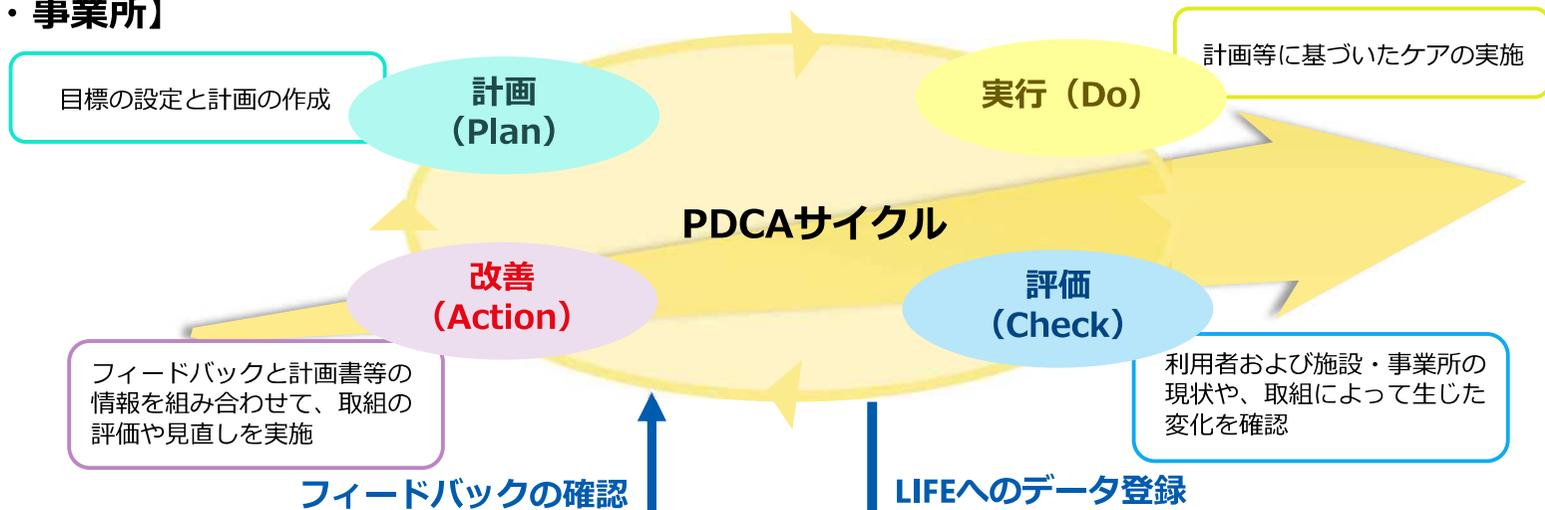 ・事業所】
目標の設定と計画の作成
計画
（Plan）
実行（Do）
計画等に基づいたケアの実施
PDCAサイクル
改善
（Action）
評価
（Check）
フィードバックと計画書等の
情報を組み合わせて、取組の
評価や見直しを実施
利用者および施設・事業所の
現状や、取組によって生じた
変化を確認
フィードバックの確認
LIFEへのデータ登録